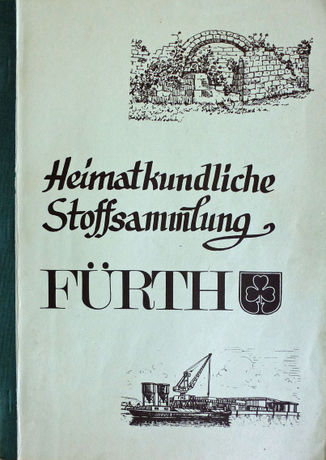 Heimatkundliche
Stoffsammlung
FÜRTH